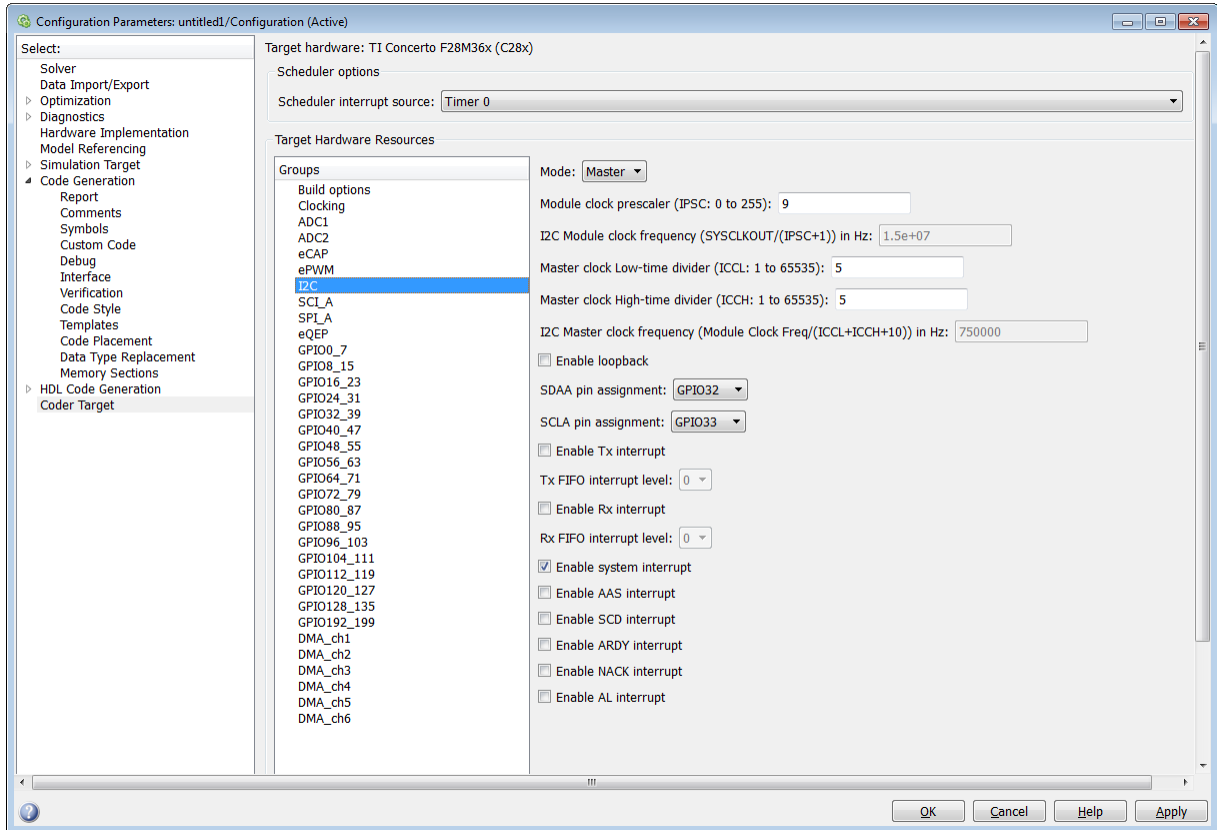 Configuration Parameters: untitled1/Configuration (Active)
Select:
Solver
Data Import/Export
Optimization
Diagnostics
Hardware Implementation
Model Referencing
Simulation Target
Code Generation
Report
Comments
Symbols
Custom Code
Debug
Interface
Verification
Code Style
Templates
Code Placement
Data Type Replacement
Memory Sections
HDL Code Generation
Coder Target
Target hardware: TI Concerto F28M36x (C28x)
Scheduler options
Scheduler interrupt source: Timer 0
Target Hardware Resources
Groups
Build options
Clocking
ADC1
ADC2
eCAP
ePWM
I2C
SCI_A
SPI_A
eQEP
GPIO0_7
GPIO8_15
GPIO16_23
GPIO24_31
GPIO32_39
GPIO40_47
GPIO48_55
GPIO56_63
GPIO64_71
GPIO72_79
GPIO80_87
GPIO88_95
GPIO96_103
GPIO104_111
GPIO112_119
GPIO120_127
GPIO128_135
GPIO192_199
DMA_ch1
DMA_ch2
DMA_ch3
DMA_ch4
DMA_ch5
DMA_ch6
Mode: Master
Module clock prescaler (IPSC: 0 to 255): 9
I2C Module clock frequency (SYSCLKOUT/(IPSC+1)) in Hz: 1.5e+07
Master clock Low-time divider (ICCL: 1 to 65535): 5
Master clock High-time divider (ICCH: 1 to 65535): 5
I2C Master clock frequency (Module Clock Freq/(ICCL+ICCH+10)) in Hz: 750000
Enable loopback
SDAA pin assignment: GPIO32
SCLA pin assignment: GPIO33
Enable Tx interrupt
Tx FIFO interrupt level: 0
Enable Rx interrupt
Rx FIFO interrupt level: 0
Enable system interrupt
Enable AAS interrupt
Enable SCD interrupt
Enable ARDY interrupt
Enable NACK interrupt
Enable AL interrupt
OK Cancel Help Apply